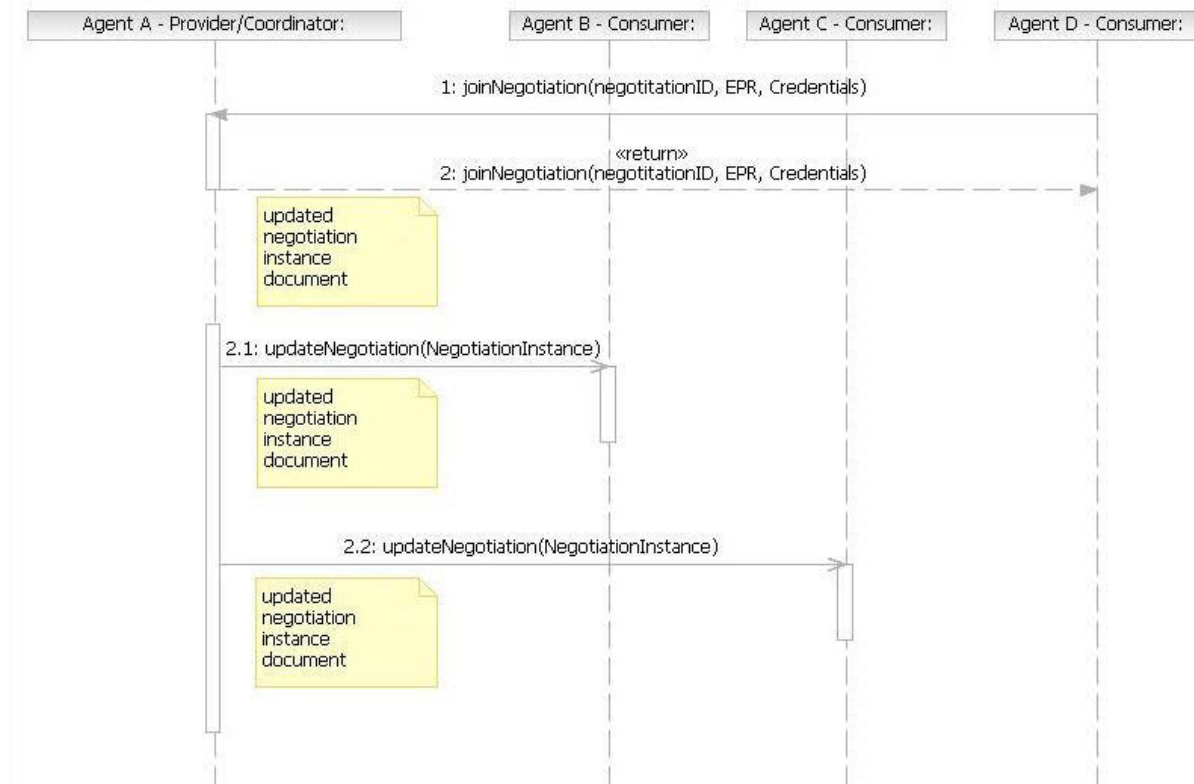 Agent A - Provider/Coordinator:
Agent B - Consumer:
Agent C - Consumer:
Agent D - Consumer:
1: joinNegotiation(negotitationID, EPR, Credentials)
«return»
2: joinNegotiation(negotitationID, EPR, Credentials)
updated
negotiation
instance
document
2.1: updateNegotiation(NegotiationInstance)
updated
negotiation
instance
document
2.2: updateNegotiation(NegotiationInstance)
updated
negotiation
instance
document